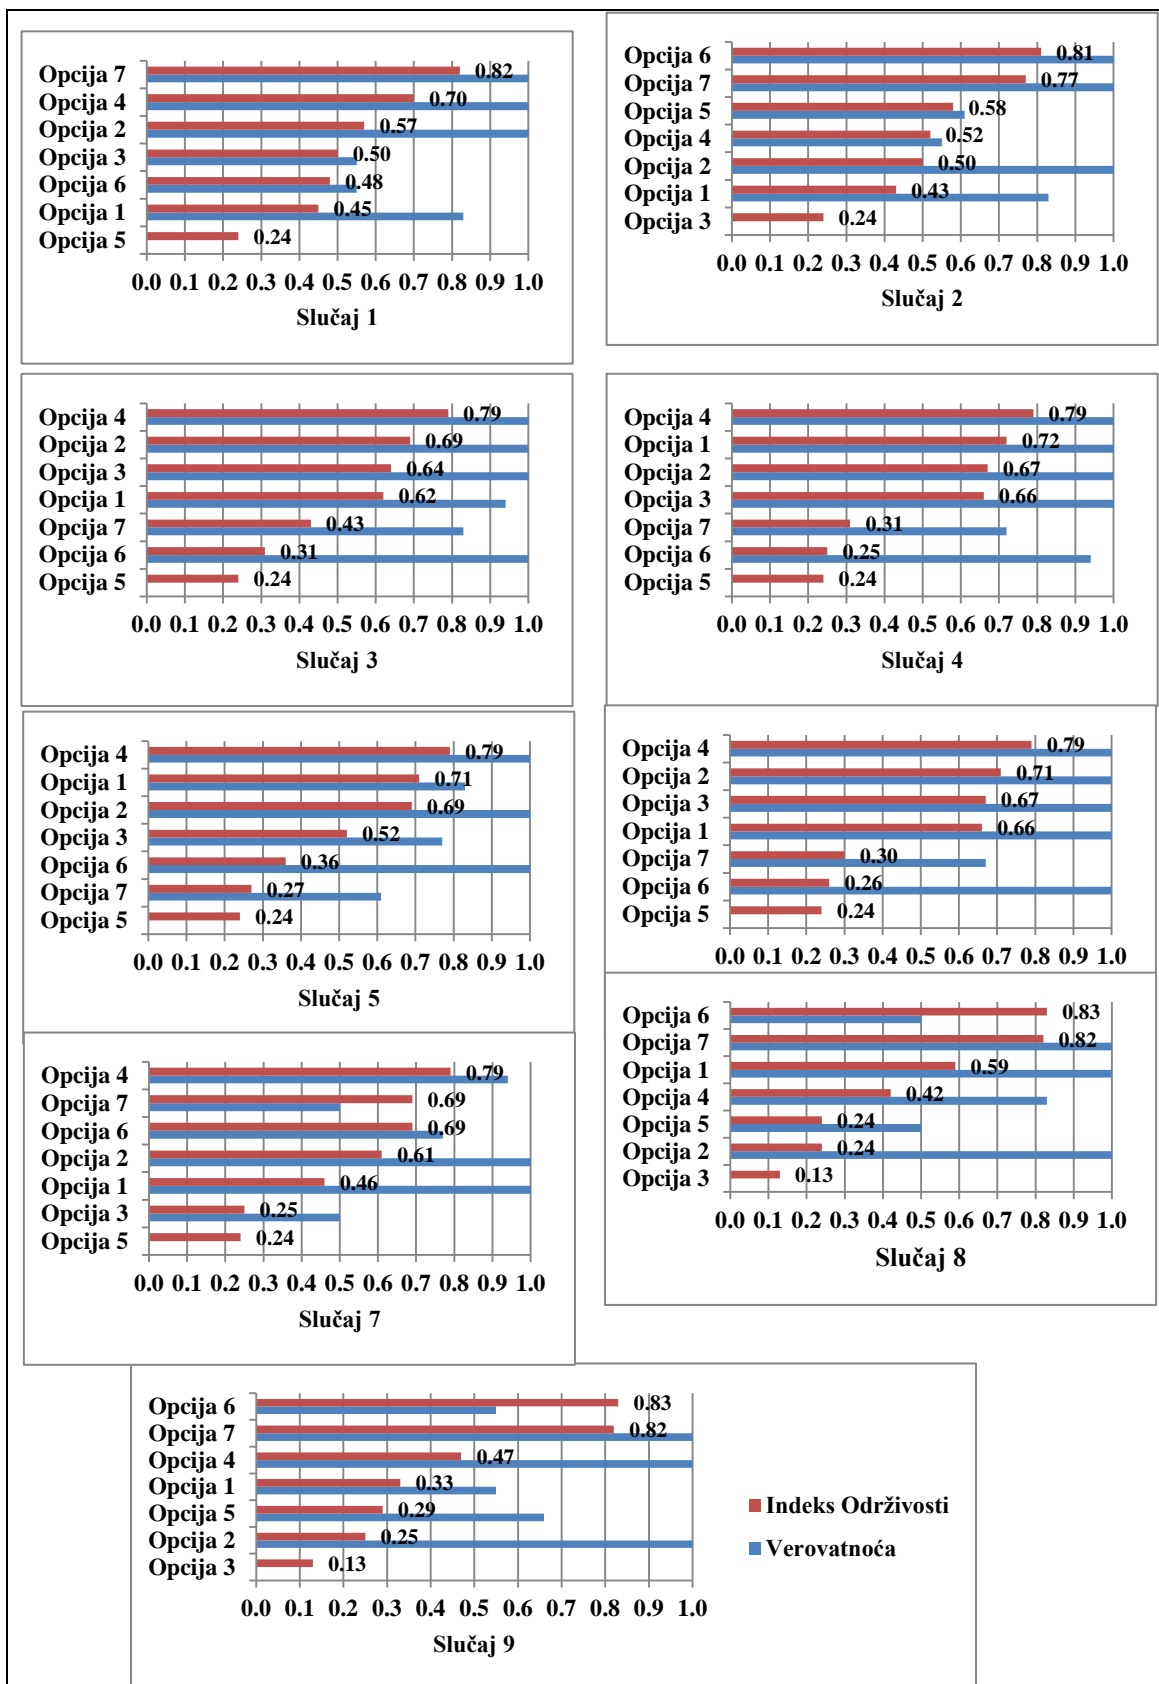 Opcija 7 0.82
Opcija 4 0.70
Opcija 2 0.57
Opcija 3 0.50
Opcija 6 0.48
Opcija 1 0.45
Opcija 5 0.24
0.0 0.1 0.2 0.3 0.4 0.5 0.6 0.7 0.8 0.9 1.0
Slučaj 1
Opcija 6 0.81
Opcija 7 0.77
Opcija 5 0.58
Opcija 4 0.52
Opcija 2 0.50
Opcija 1 0.43
Opcija 3 0.24
0.0 0.1 0.2 0.3 0.4 0.5 0.6 0.7 0.8 0.9 1.0
Slučaj 2
Opcija 4 0.79
Opcija 2 0.69
Opcija 3 0.64
Opcija 1 0.62
Opcija 7 0.43
Opcija 6 0.31
Opcija 5 0.24
0.0 0.1 0.2 0.3 0.4 0.5 0.6 0.7 0.8 0.9 1.0
Slučaj 3
Opcija 4 0.79
Opcija 1 0.72
Opcija 2 0.67
Opcija 3 0.66
Opcija 7 0.31
Opcija 6 0.25
Opcija 5 0.24
0.0 0.1 0.2 0.3 0.4 0.5 0.6 0.7 0.8 0.9 1.0
Slučaj 4
Opcija 4 0.79
Opcija 1 0.71
Opcija 2 0.69
Opcija 3 0.52
Opcija 6 0.36
Opcija 7 0.27
Opcija 5 0.24
0.0 0.1 0.2 0.3 0.4 0.5 0.6 0.7 0.8 0.9 1.0
Slučaj 5
Opcija 4 0.79
Opcija 2 0.71
Opcija 3 0.67
Opcija 1 0.66
Opcija 7 0.30
Opcija 6 0.26
Opcija 5 0.24
0.0 0.1 0.2 0.3 0.4 0.5 0.6 0.7 0.8 0.9 1.0
Opcija 4 0.79
Opcija 7 0.69
Opcija 6 0.69
Opcija 2 0.61
Opcija 1 0.46
Opcija 3 0.25
Opcija 5 0.24
0.0 0.1 0.2 0.3 0.4 0.5 0.6 0.7 0.8 0.9 1.0
Slučaj 7
Opcija 6 0.83
Opcija 7 0.82
Opcija 1 0.59
Opcija 4 0.42
Opcija 5 0.24
Opcija 2 0.24
Opcija 3 0.13
0.0 0.1 0.2 0.3 0.4 0.5 0.6 0.7 0.8 0.9 1.0
Slučaj 8
Opcija 6 0.83
Opcija 7 0.82
Opcija 4 0.47
Opcija 1 0.33
Opcija 5 0.29
Opcija 2 0.25
Opcija 3 0.13
0.0 0.1 0.2 0.3 0.4 0.5 0.6 0.7 0.8 0.9 1.0
Slučaj 9
Indeks Održivosti
Verovatnoća